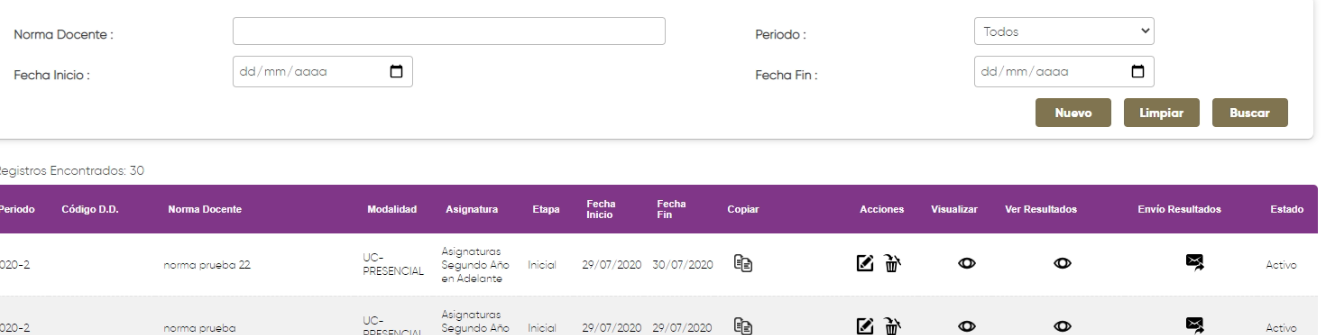 Norma Docente :
Periodo :
Todos
Fecha Inicio :
dd/mm/aaaa
Fecha Fin :
dd/mm/aaaa
Nuevo
Limpiar
Buscar
Registros Encontrados: 30
Periodo Código D.D. Norma Docente Modalidad Asignatura Etapa Fecha Inicio Fecha Fin Copiar Acciones Visualizar Ver Resultados Envío Resultados Estado
020-2 norma prueba 22 UC-PRESENCIAL Asignaturas Segundo Año en Adelante Inicial 29/07/2020 30/07/2020 Activo
020-2 norma prueba UC-PRESENCIAL Asignaturas Segundo Año Inicial 29/07/2020 29/07/2020 Activo